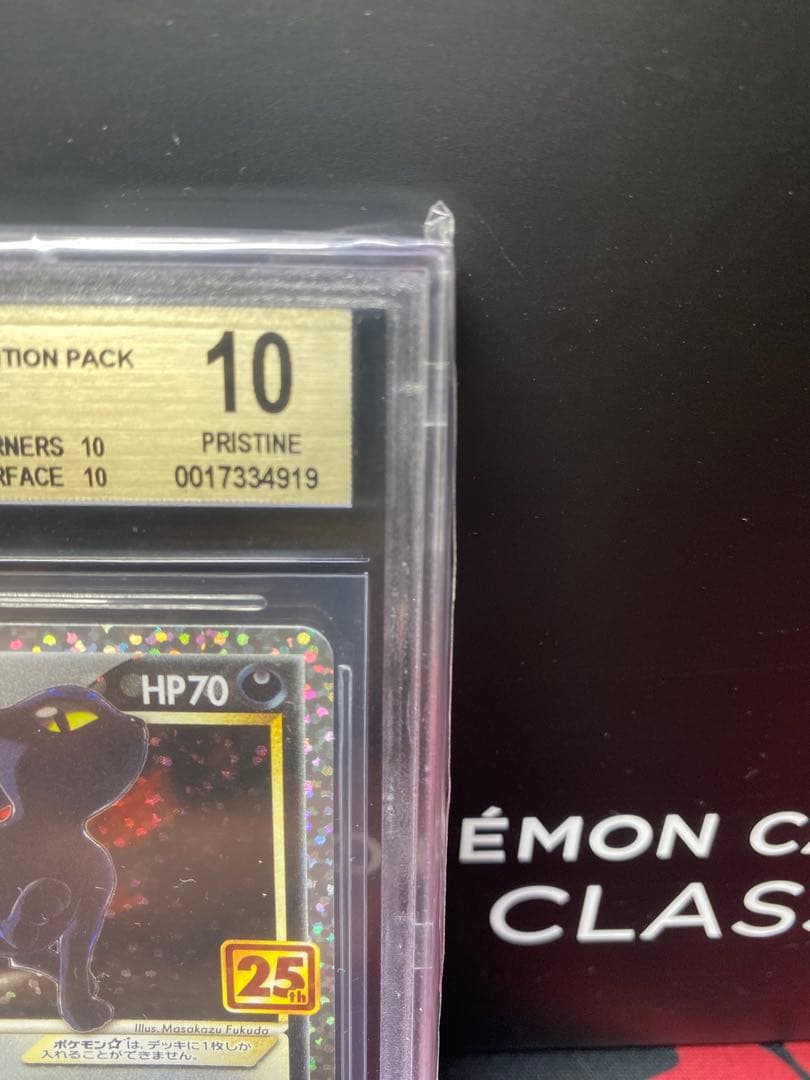 ITION PACK
10
RNERS 10
PRISTINE
RFACE 10
0017334919
HP70
ÉMON CA
CLASS
25th
Illus. Masakazu Fukuda
ポケモン☆は、デッキに1枚しか
入れることができません。